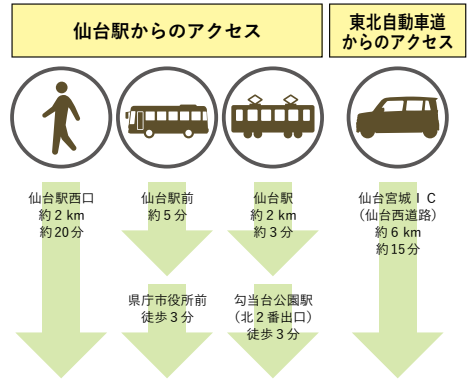 仙台駅からのアクセス
東北自動車道
からのアクセス
仙台駅西口
約2km
約20分
仙台駅前
約5分
県庁市役所前
徒歩3分
仙台駅
約2km
約3分
勾当台公園駅
（北2番出口）
徒歩3分
仙台宮城IC
（仙台西道路）
約6km
約15分